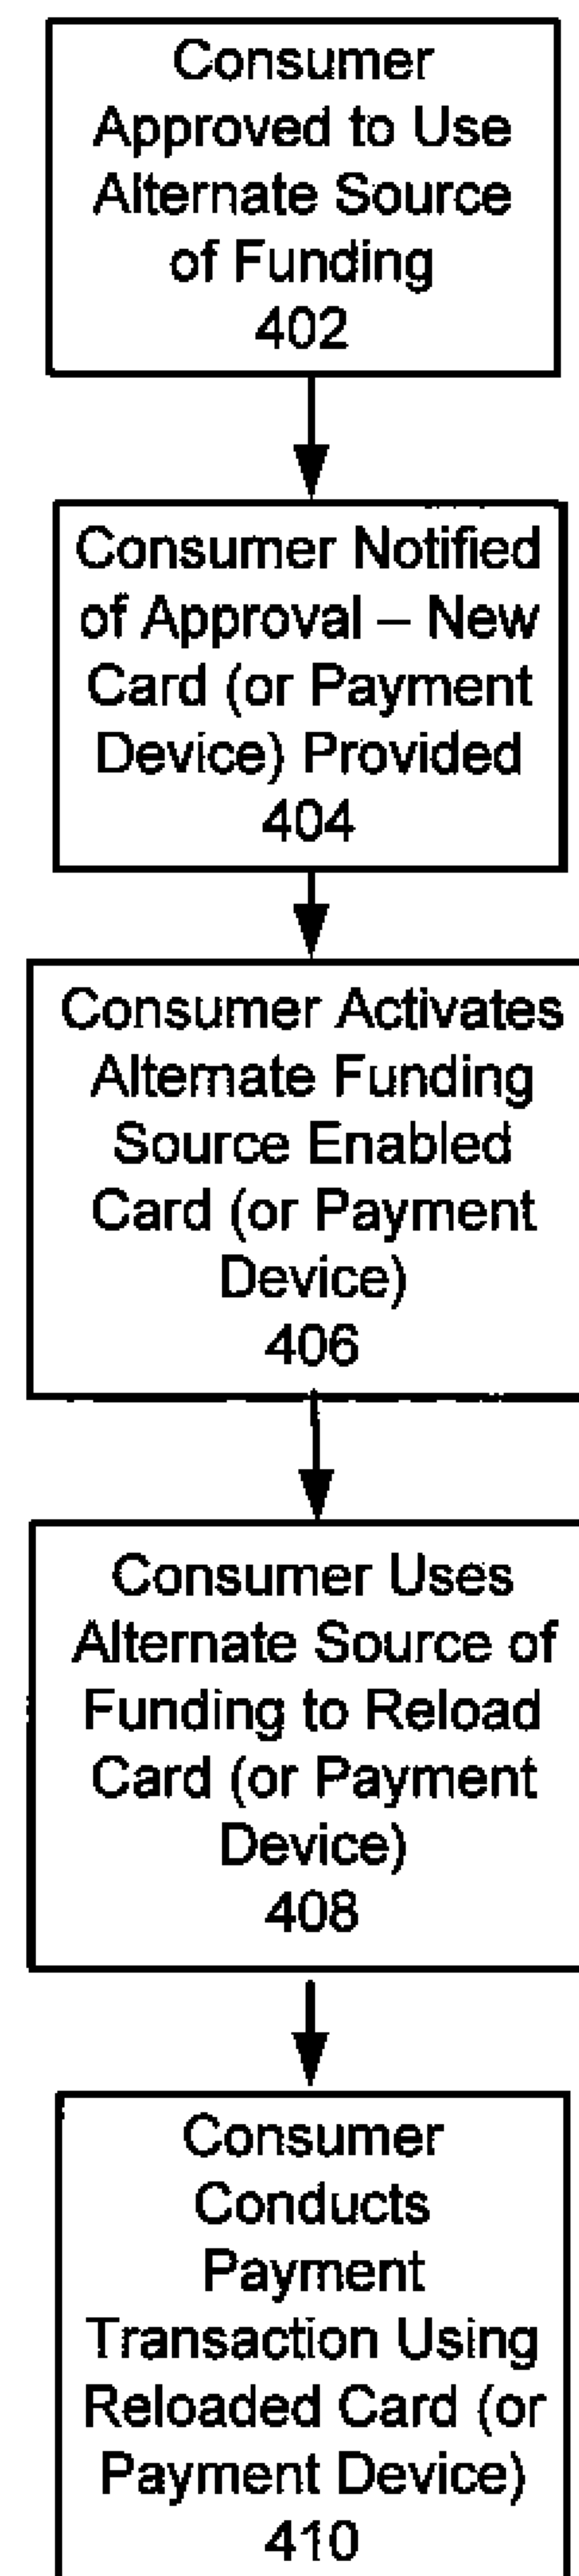 Consumer
Approved to Use
Alternate Source
of Funding
402
Consumer Notified
of Approval – New
Card (or Payment
Device) Provided
404
Consumer Activates
Alternate Funding
Source Enabled
Card (or Payment
Device)
406
Consumer Uses
Alternate Source of
Funding to Reload
Card (or Payment
Device)
408
Consumer
Conducts
Payment
Transaction Using
Reloaded Card (or
Payment Device)
410